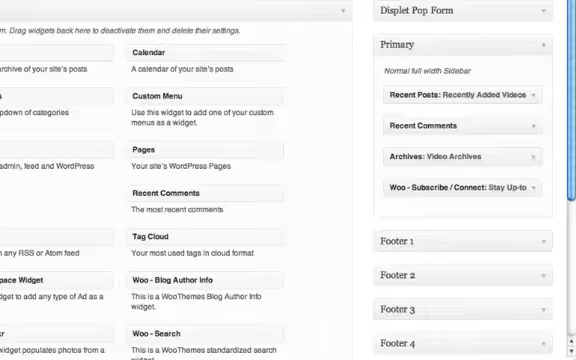 m. Drag widgets back here to deactivate them and delete their settings.
Calendar
archive of your site's posts
A calendar of your site's posts
s
Custom Menu
pdown of categories
Use this widget to add one of your custom
menus as a widget.
Pages
admin, feed and WordPress
Your site's WordPress Pages
Recent Comments
The most recent comments
Tag Cloud
m any RSS or Atom feed
Your most used tags in cloud format
pace Widget
Woo - Blog Author Info
dget to add any type of Ad as a
This is a WooThemes Blog Author Info
widget.
kr
Woo - Search
widget populates photos from a
This is a WooThemes standardized search
widget.
Displet Pop Form
Primary
Normal full width Sidebar
Recent Posts: Recently Added Videos
Recent Comments
Archives: Video Archives
Woo - Subscribe / Connect: Stay Up-to
Footer 1
Footer 2
Footer 3
Footer 4